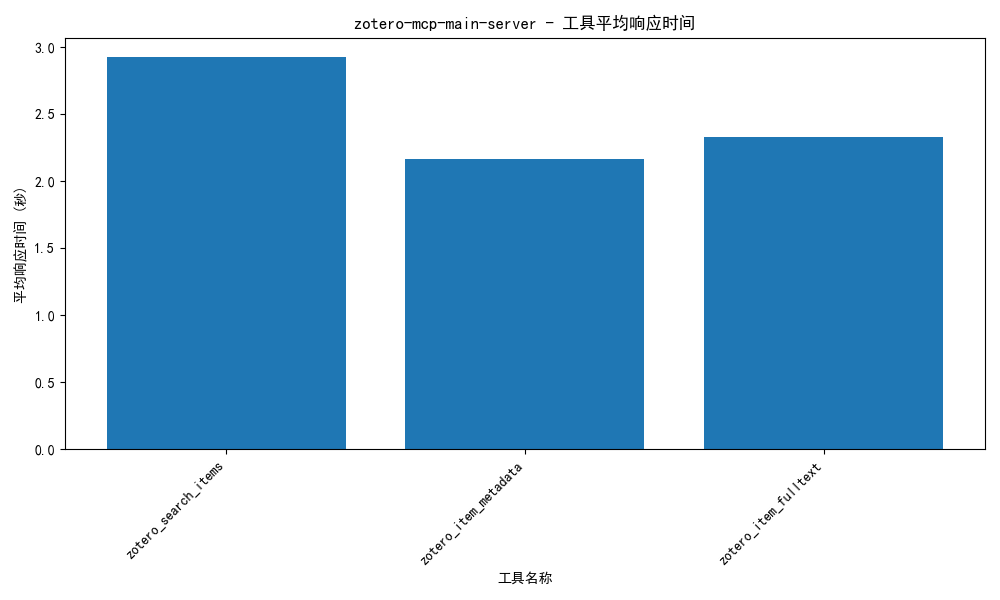 zotero-mcp-main-server - 工具平均响应时间
平均响应时间 (秒)
3.0
2.5
2.0
1.5
1.0
0.5
0.0
zotero_search_items
zotero_item_metadata
zotero_item_fulltext
工具名称